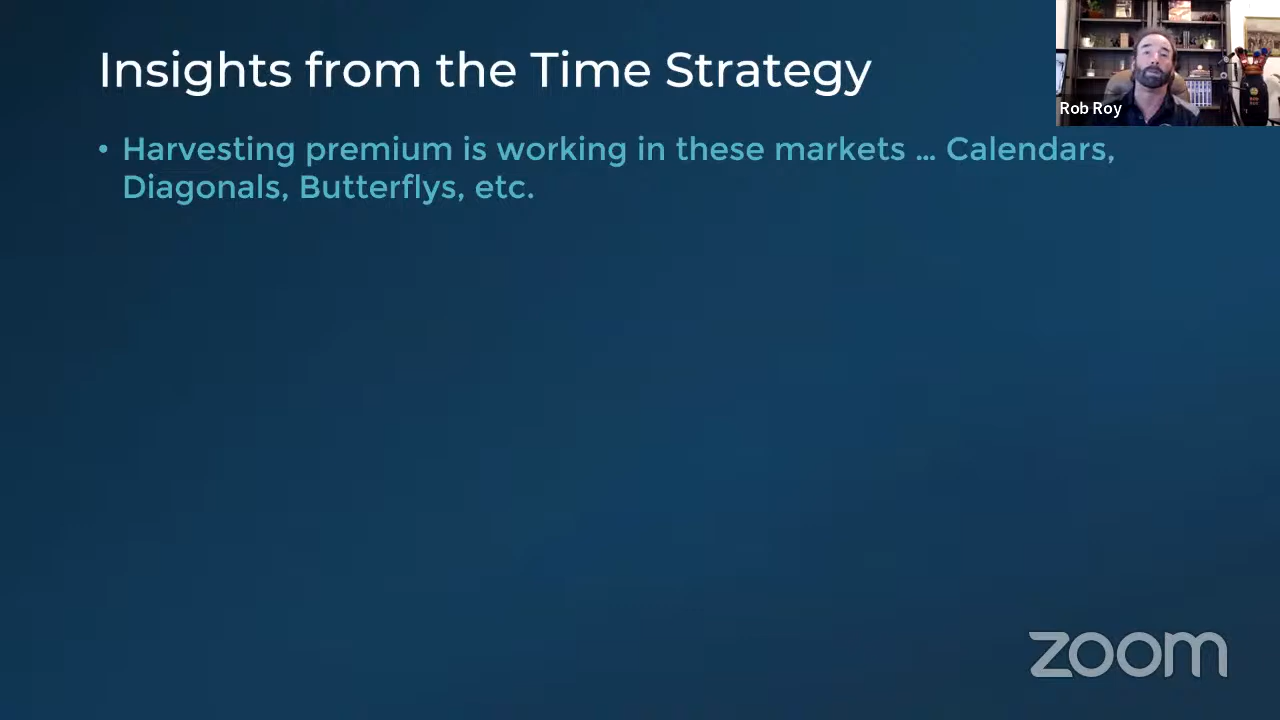 Insights from the Time Strategy
Rob Roy
• Harvesting premium is working in these markets ... Calendars,
Diagonals, Butterflys, etc.
zoom